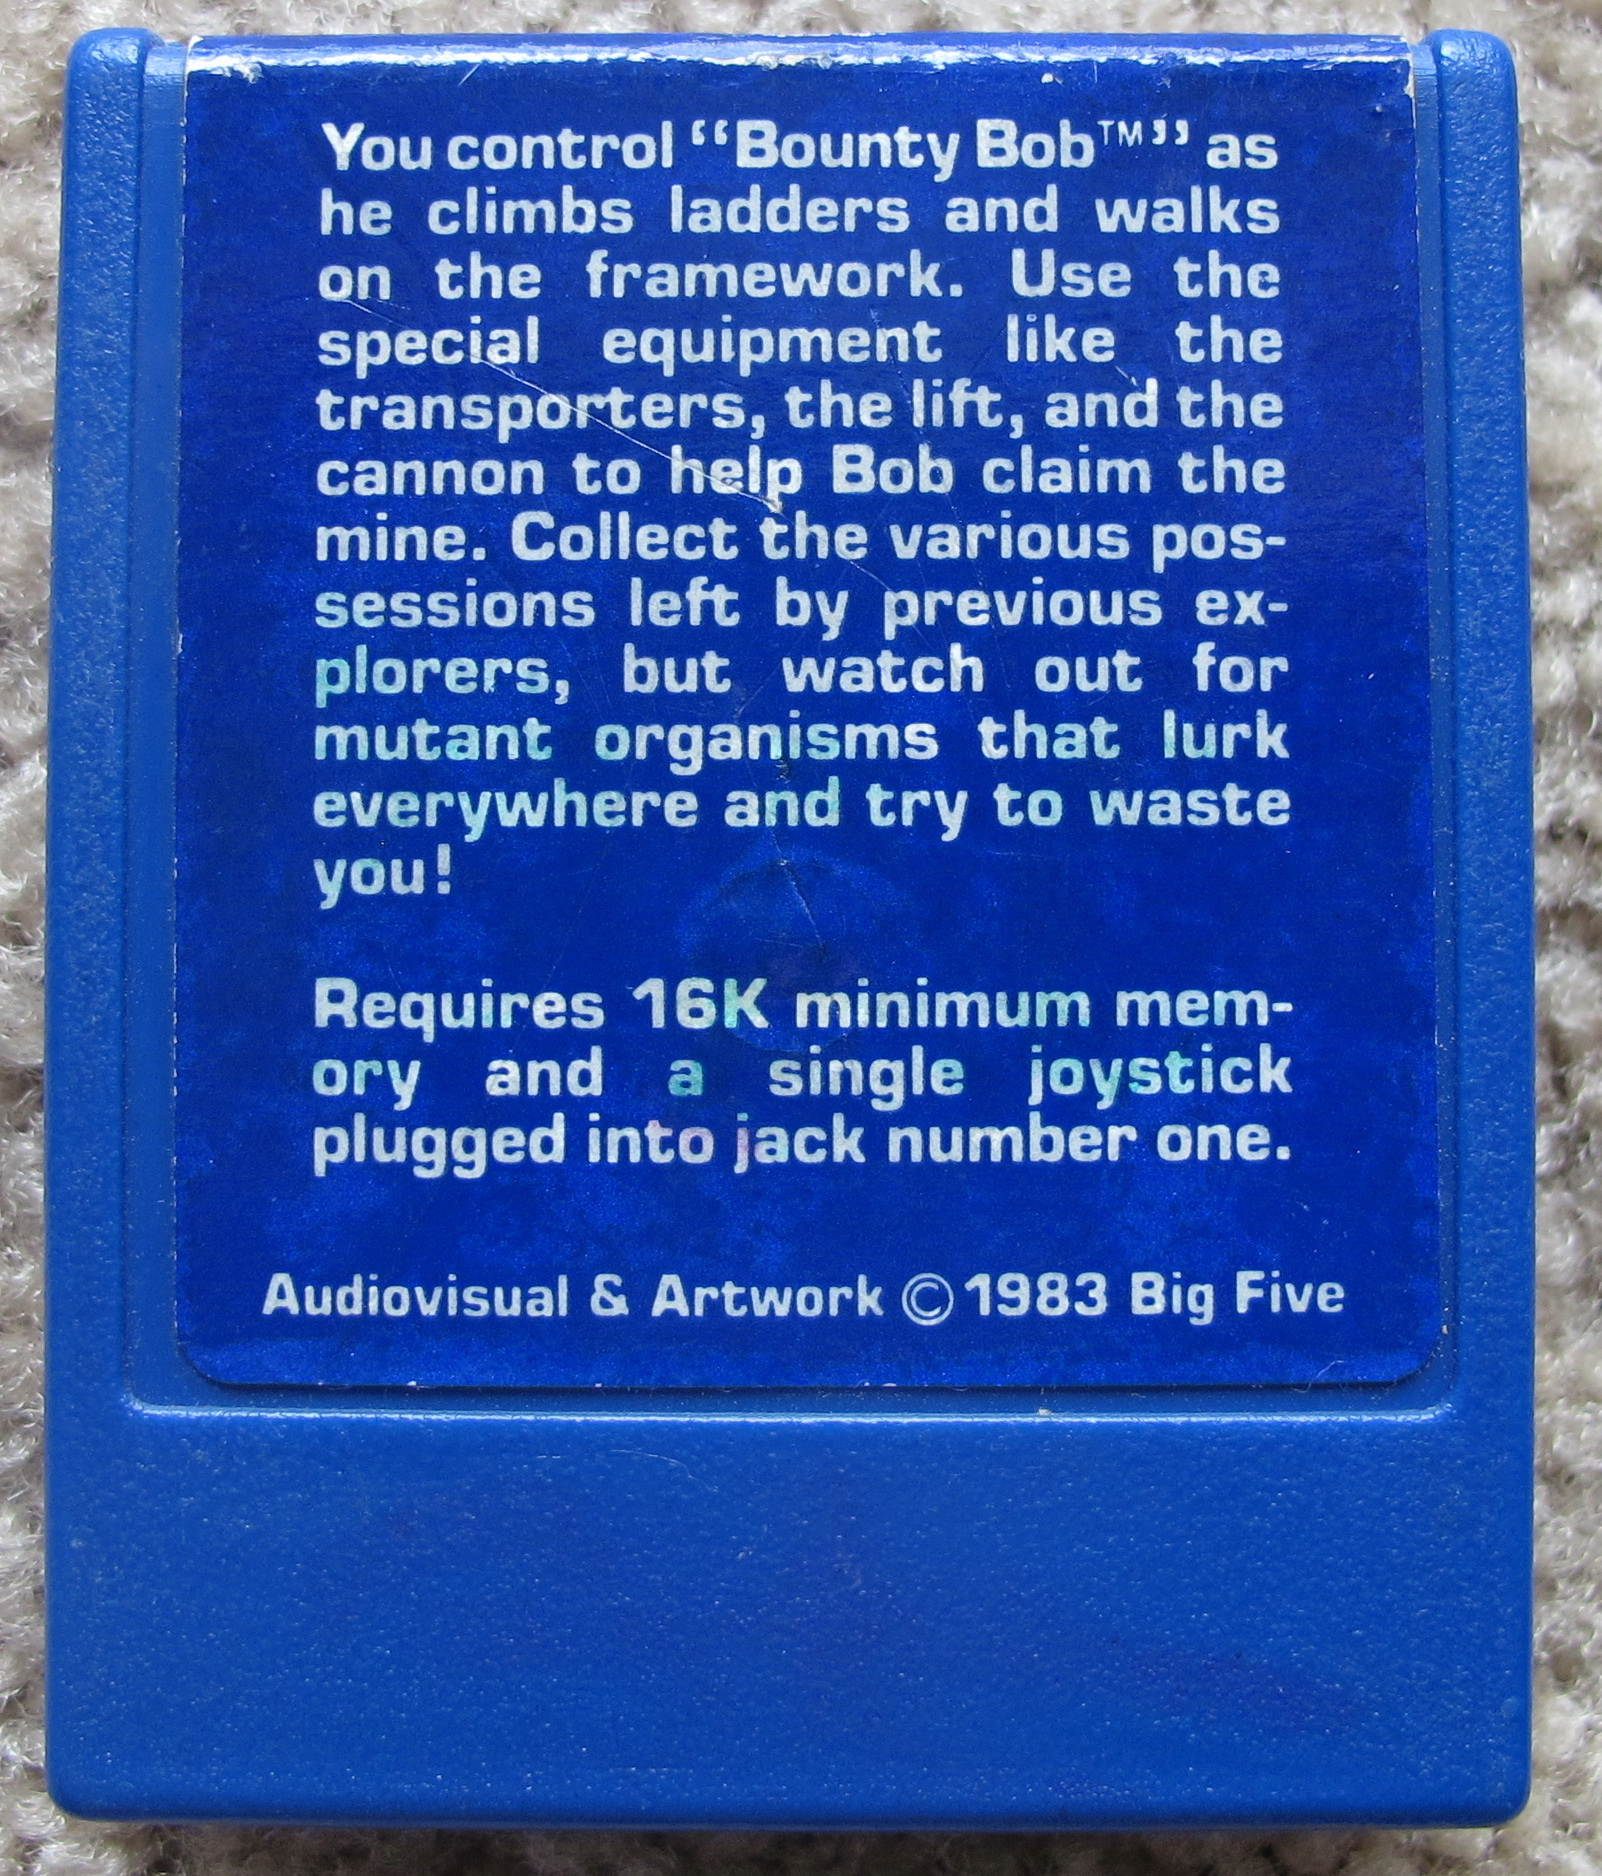 You control “Bounty Bob™” as
he climbs ladders and walks
on the framework. Use the
special equipment like the
transporters, the lift, and the
cannon to help Bob claim the
mine. Collect the various pos-
sessions left by previous ex-
plorers, but watch out for
mutant organisms that lurk
everywhere and try to waste
you!
Requires 16K minimum mem-
ory and a single joystick
plugged into jack number one.
Audiovisual & Artwork © 1983 Big Five